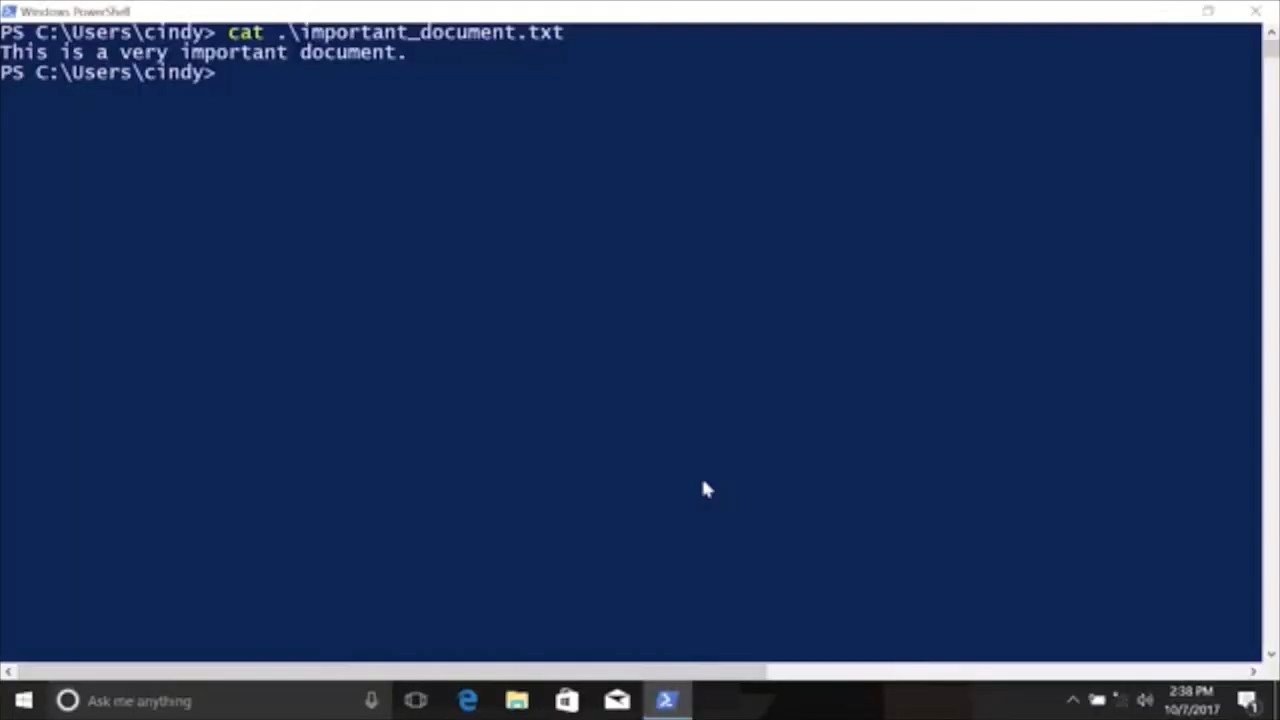 Windows PowerShell
PS C:\Users\cindy> cat .\important_document.txt
This is a very important document.
PS C:\Users\cindy>
Ask me anything
2:38 PM
10/7/2017
1